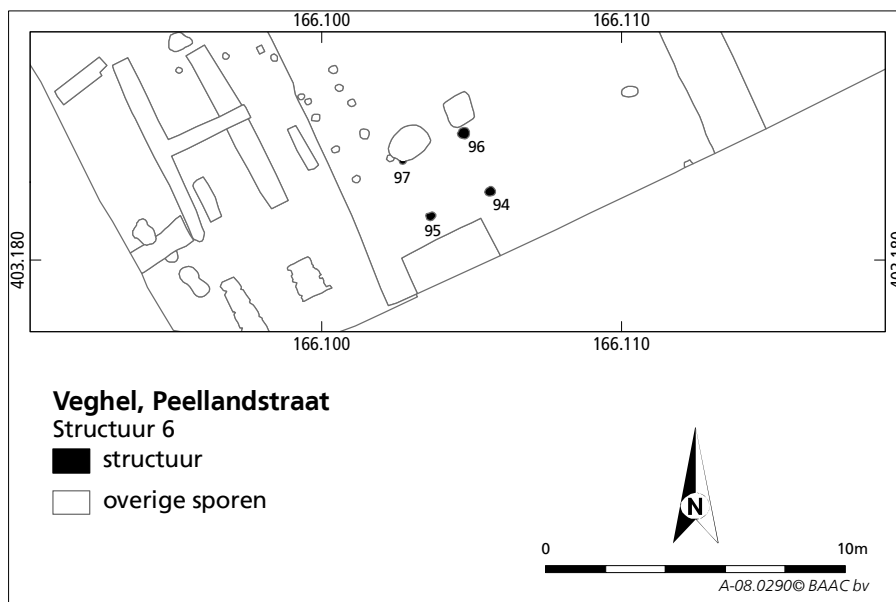 166.100 166.110
96
97
94
95
403.180 403.180
166.100 166.110
Veghel, Peellandstraat
Structuur 6
structuur
overige sporen
N
0 10m
A-08.0290© BAAC bv